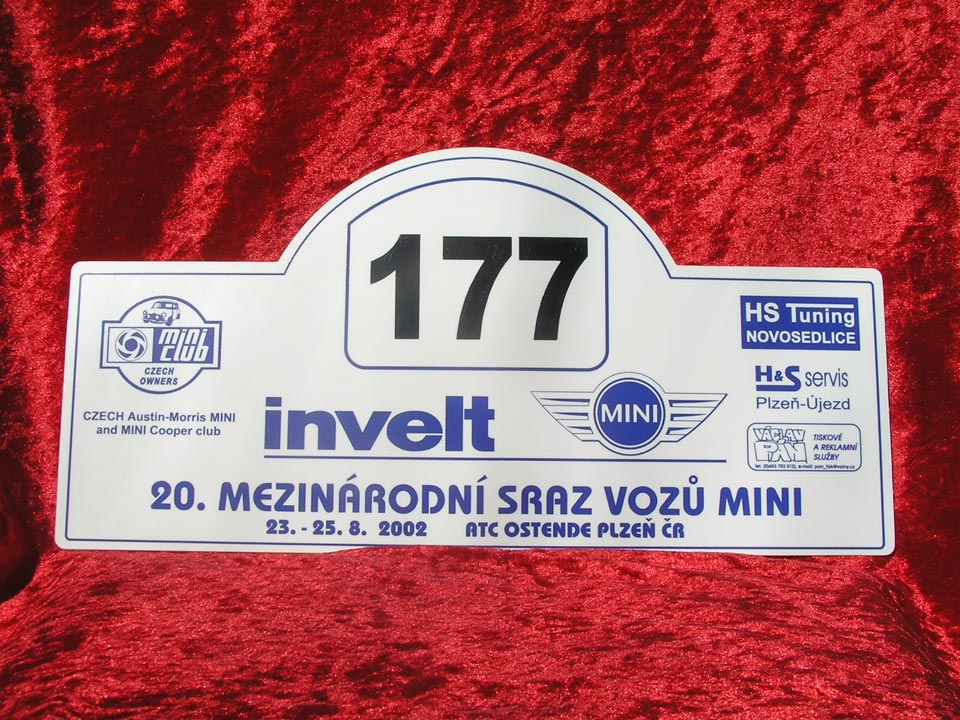 177
mini
club
CZECH
OWNERS
CZECH Austin-Morris MINI
and MINI Cooper club
invelt
MINI
HS Tuning
NOVOSEDLICE
H&S servis
Plzeň-Újezd
VÁCLAV
PAN
TISKOVÉ
A REKLAMNÍ
SLUŽBY
20. MEZINÁRODNÍ SRAZ VOZŮ MINI
23. - 25. 8. 2002 ATC OSTENDE PLZEŇ ČR